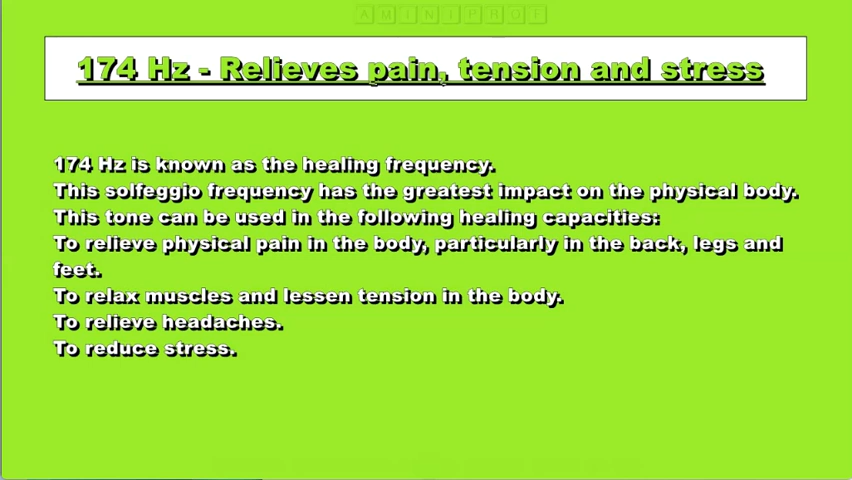 AMINIPROF
174 Hz - Relieves pain, tension and stress
174 Hz is known as the healing frequency.
This solfeggio frequency has the greatest impact on the physical body.
This tone can be used in the following healing capacities:
To relieve physical pain in the body, particularly in the back, legs and
feet.
To relax muscles and lessen tension in the body.
To relieve headaches.
To reduce stress.